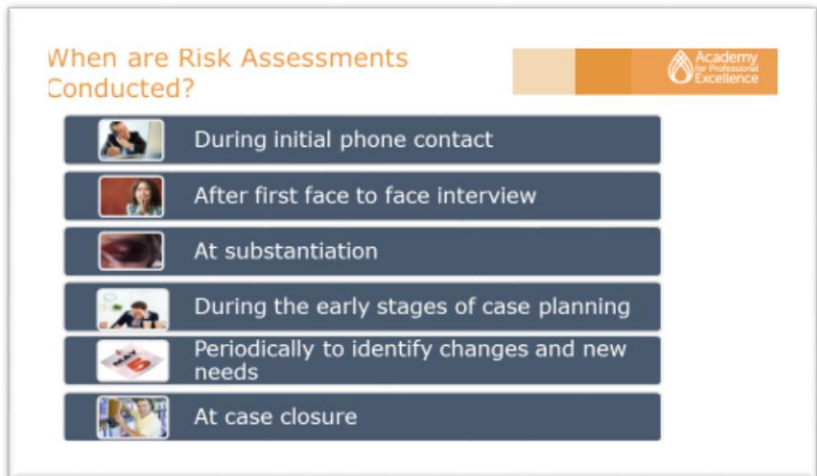 When are Risk Assessments
Conducted?
Academy
for Professional
Excellence
During initial phone contact
After first face to face interview
At substantiation
During the early stages of case planning
MAY
5
Periodically to identify changes and new
needs
At case closure